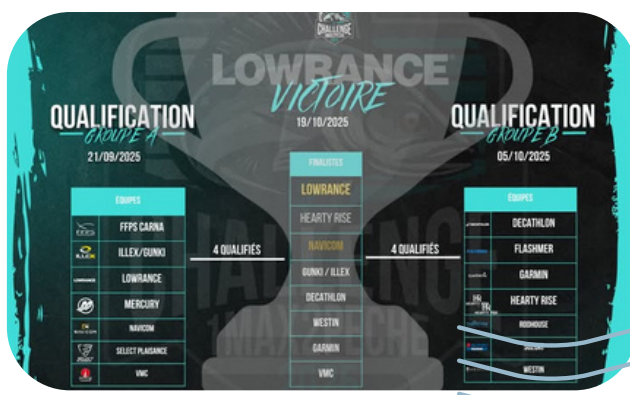 CHALLENGE
LOWRANCE
VICTOIRE
19/10/2025
QUALIFICATION
GROUPE A
21/09/2025
ÉQUIPES
FFPS CARNA
ILLEX/GUNKI
LOWRANCE
MERCURY
NAVICOM
SELECT PLAISANCE
VMC
4 QUALIFIÉS
FINALISTES
LOWRANCE
HEARTY RISE
NAVICOM
GUNKI / ILLEX
DECATHLON
WESTIN
GARMIN
VMC
4 QUALIFIÉS
QUALIFICATION
GROUPE B
05/10/2025
ÉQUIPES
DECATHLON
FLASHMER
GARMIN
HEARTY RISE
RODHOUSE
WESTIN